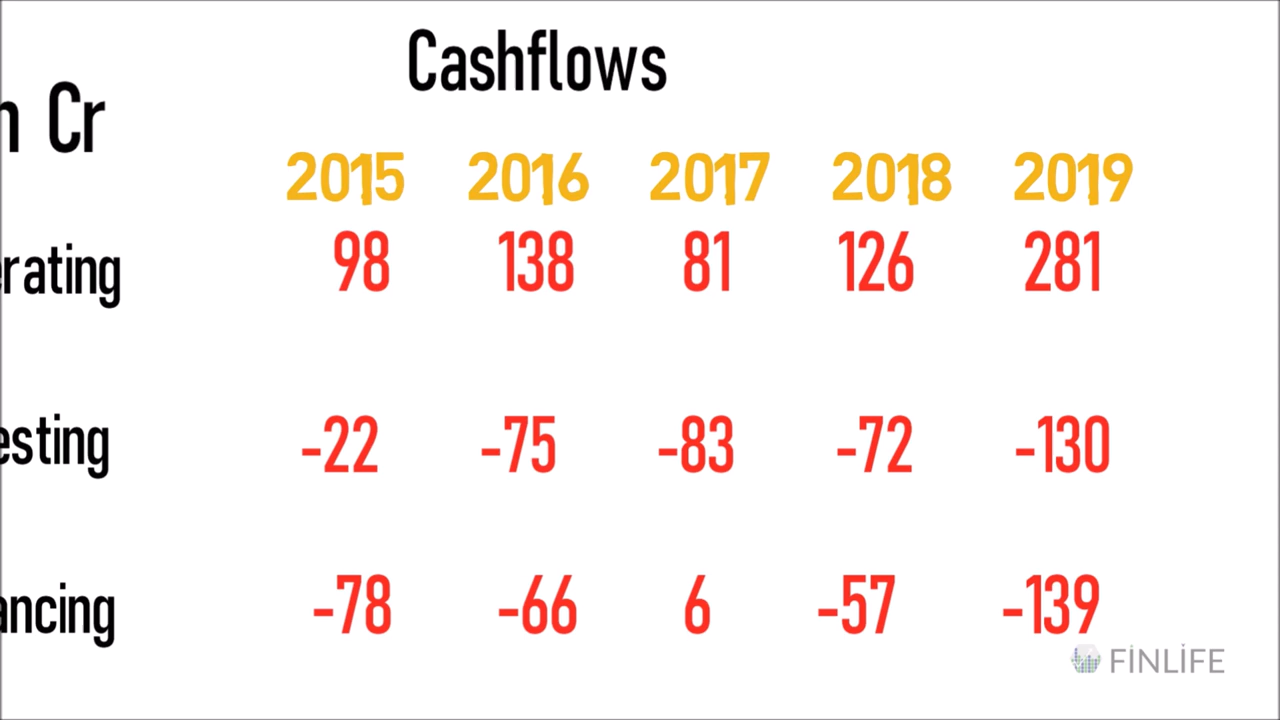 Cashflows
n Cr
2015 2016 2017 2018 2019
erating 98 138 81 126 281
esting -22 -75 -83 -72 -130
ancing -78 -66 6 -57 -139
FINLIFE